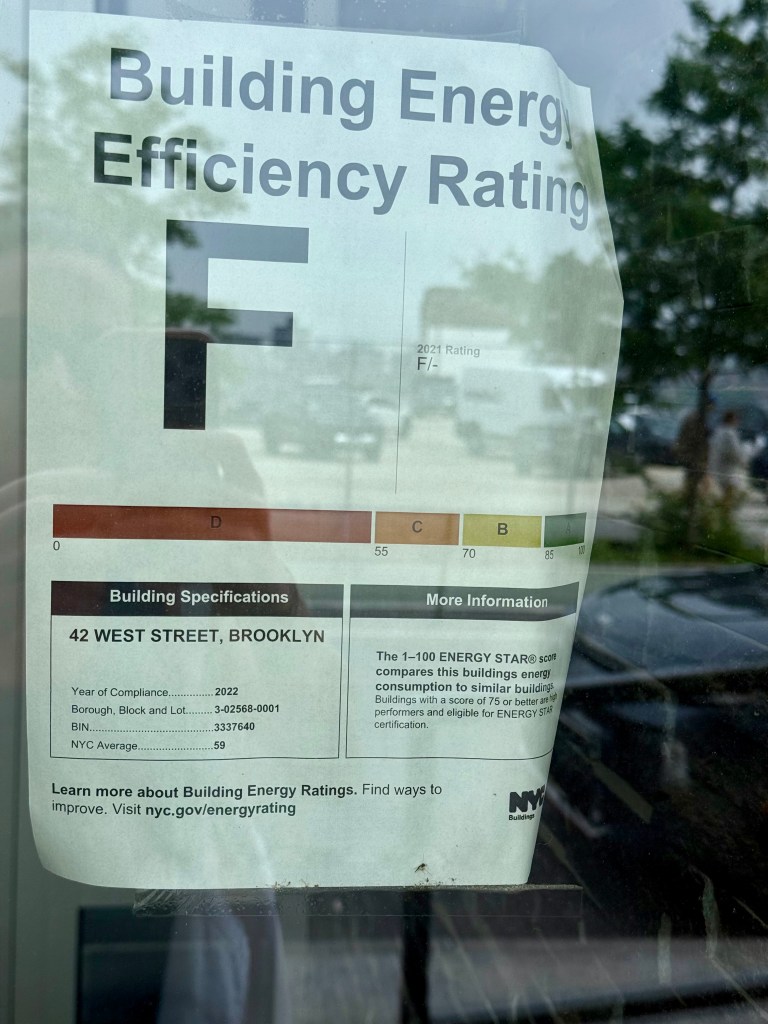 Building Energy
Efficiency Rating
F
2021 Rating
F/-
D
C
B
A
0
55
70
85
100
Building Specifications
42 WEST STREET, BROOKLYN
Year of Compliance..............2022
Borough, Block and Lot........3-02568-0001
BIN.......................................3337640
NYC Average.......................59
More Information
The 1–100 ENERGY STAR® score
compares this buildings energy
consumption to similar buildings.
Buildings with a score of 75 or better are high
performers and eligible for ENERGY STAR
certification.
Learn more about Building Energy Ratings. Find ways to
improve. Visit nyc.gov/energyrating
NYC
Buildings